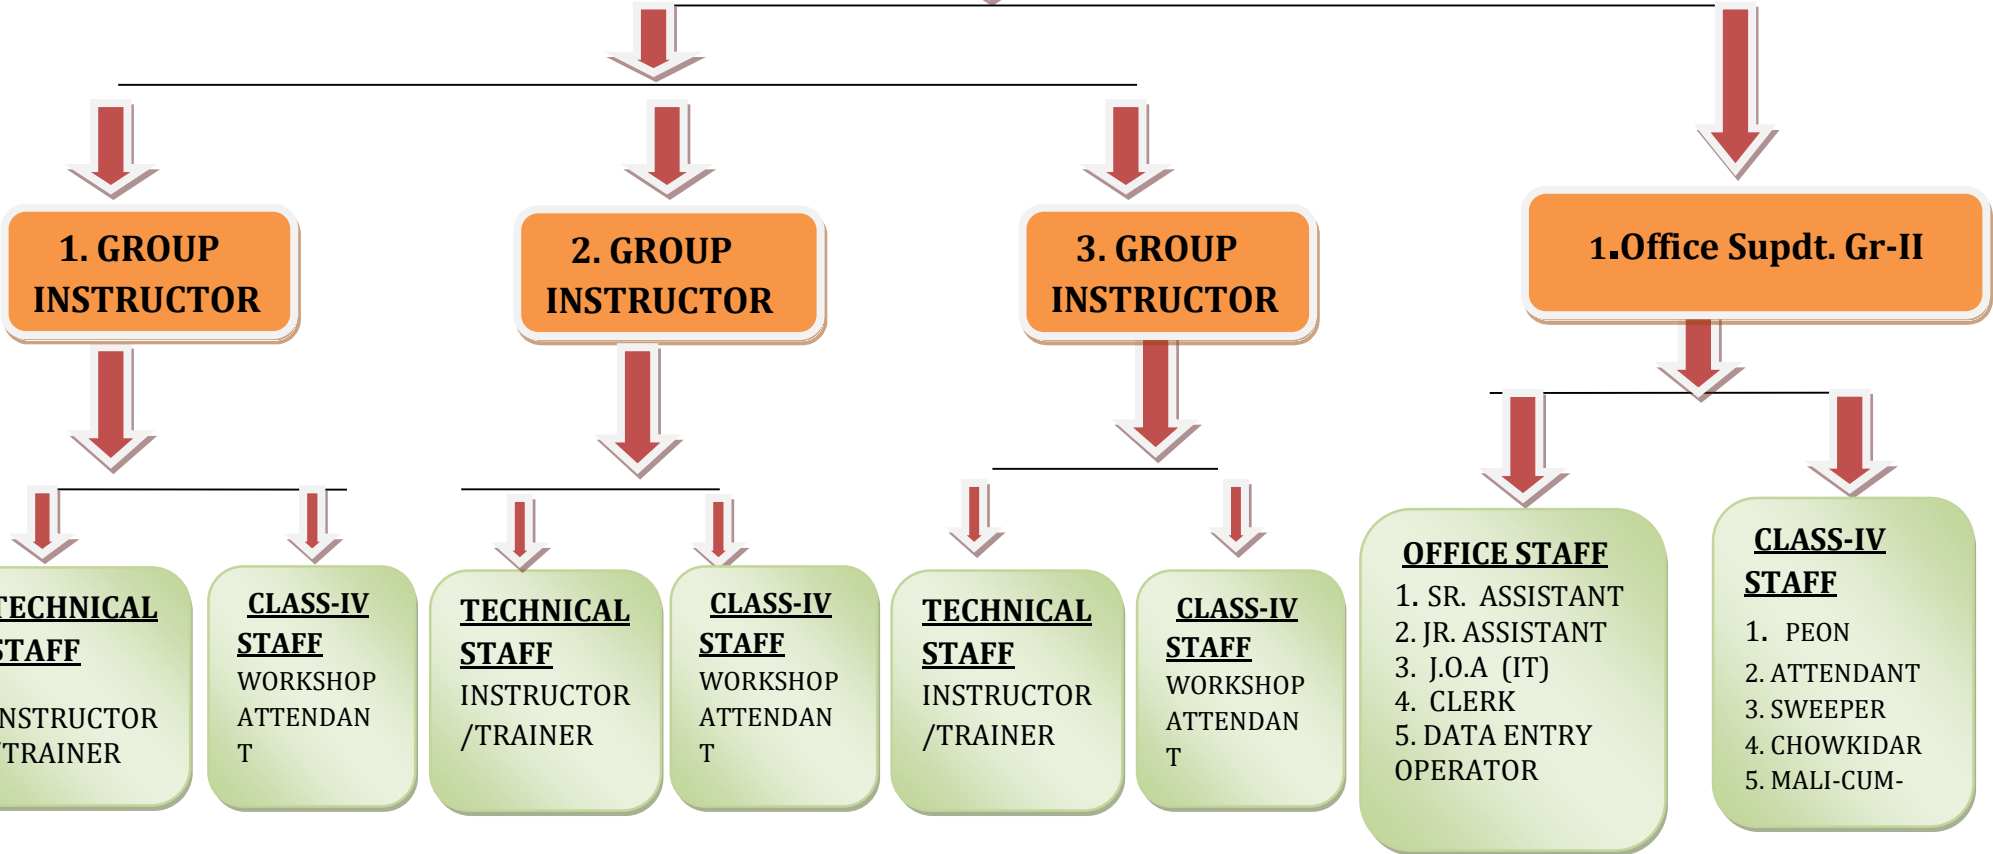 1. GROUP
INSTRUCTOR
2. GROUP
INSTRUCTOR
3. GROUP
INSTRUCTOR
1.Office Supdt. Gr-II
TECHNICAL
STAFF
INSTRUCTOR
/TRAINER
CLASS-IV
STAFF
WORKSHOP
ATTENDAN
T
TECHNICAL
STAFF
INSTRUCTOR
/TRAINER
CLASS-IV
STAFF
WORKSHOP
ATTENDAN
T
TECHNICAL
STAFF
INSTRUCTOR
/TRAINER
CLASS-IV
STAFF
WORKSHOP
ATTENDAN
T
OFFICE STAFF
1. SR. ASSISTANT
2. JR. ASSISTANT
3. J.O.A (IT)
4. CLERK
5. DATA ENTRY
OPERATOR
CLASS-IV
STAFF
1. PEON
2. ATTENDANT
3. SWEEPER
4. CHOWKIDAR
5. MALI-CUM-